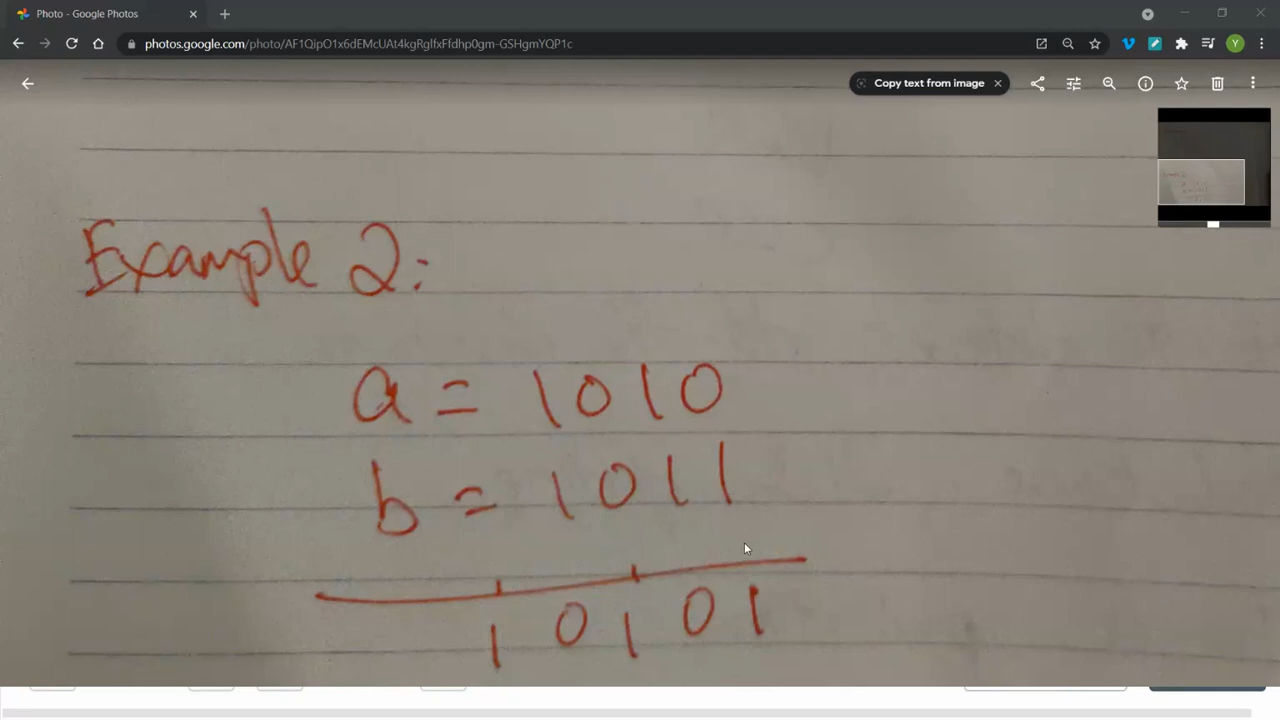 Photo - Google Photos
photos.google.com/photo/AF1QipO1x6dEMcUAt4kgRglfxFfdhp0gm-GSHgmYQP1c
Y
Copy text from image
Example 2:
a = 1010
b = 1011
10101